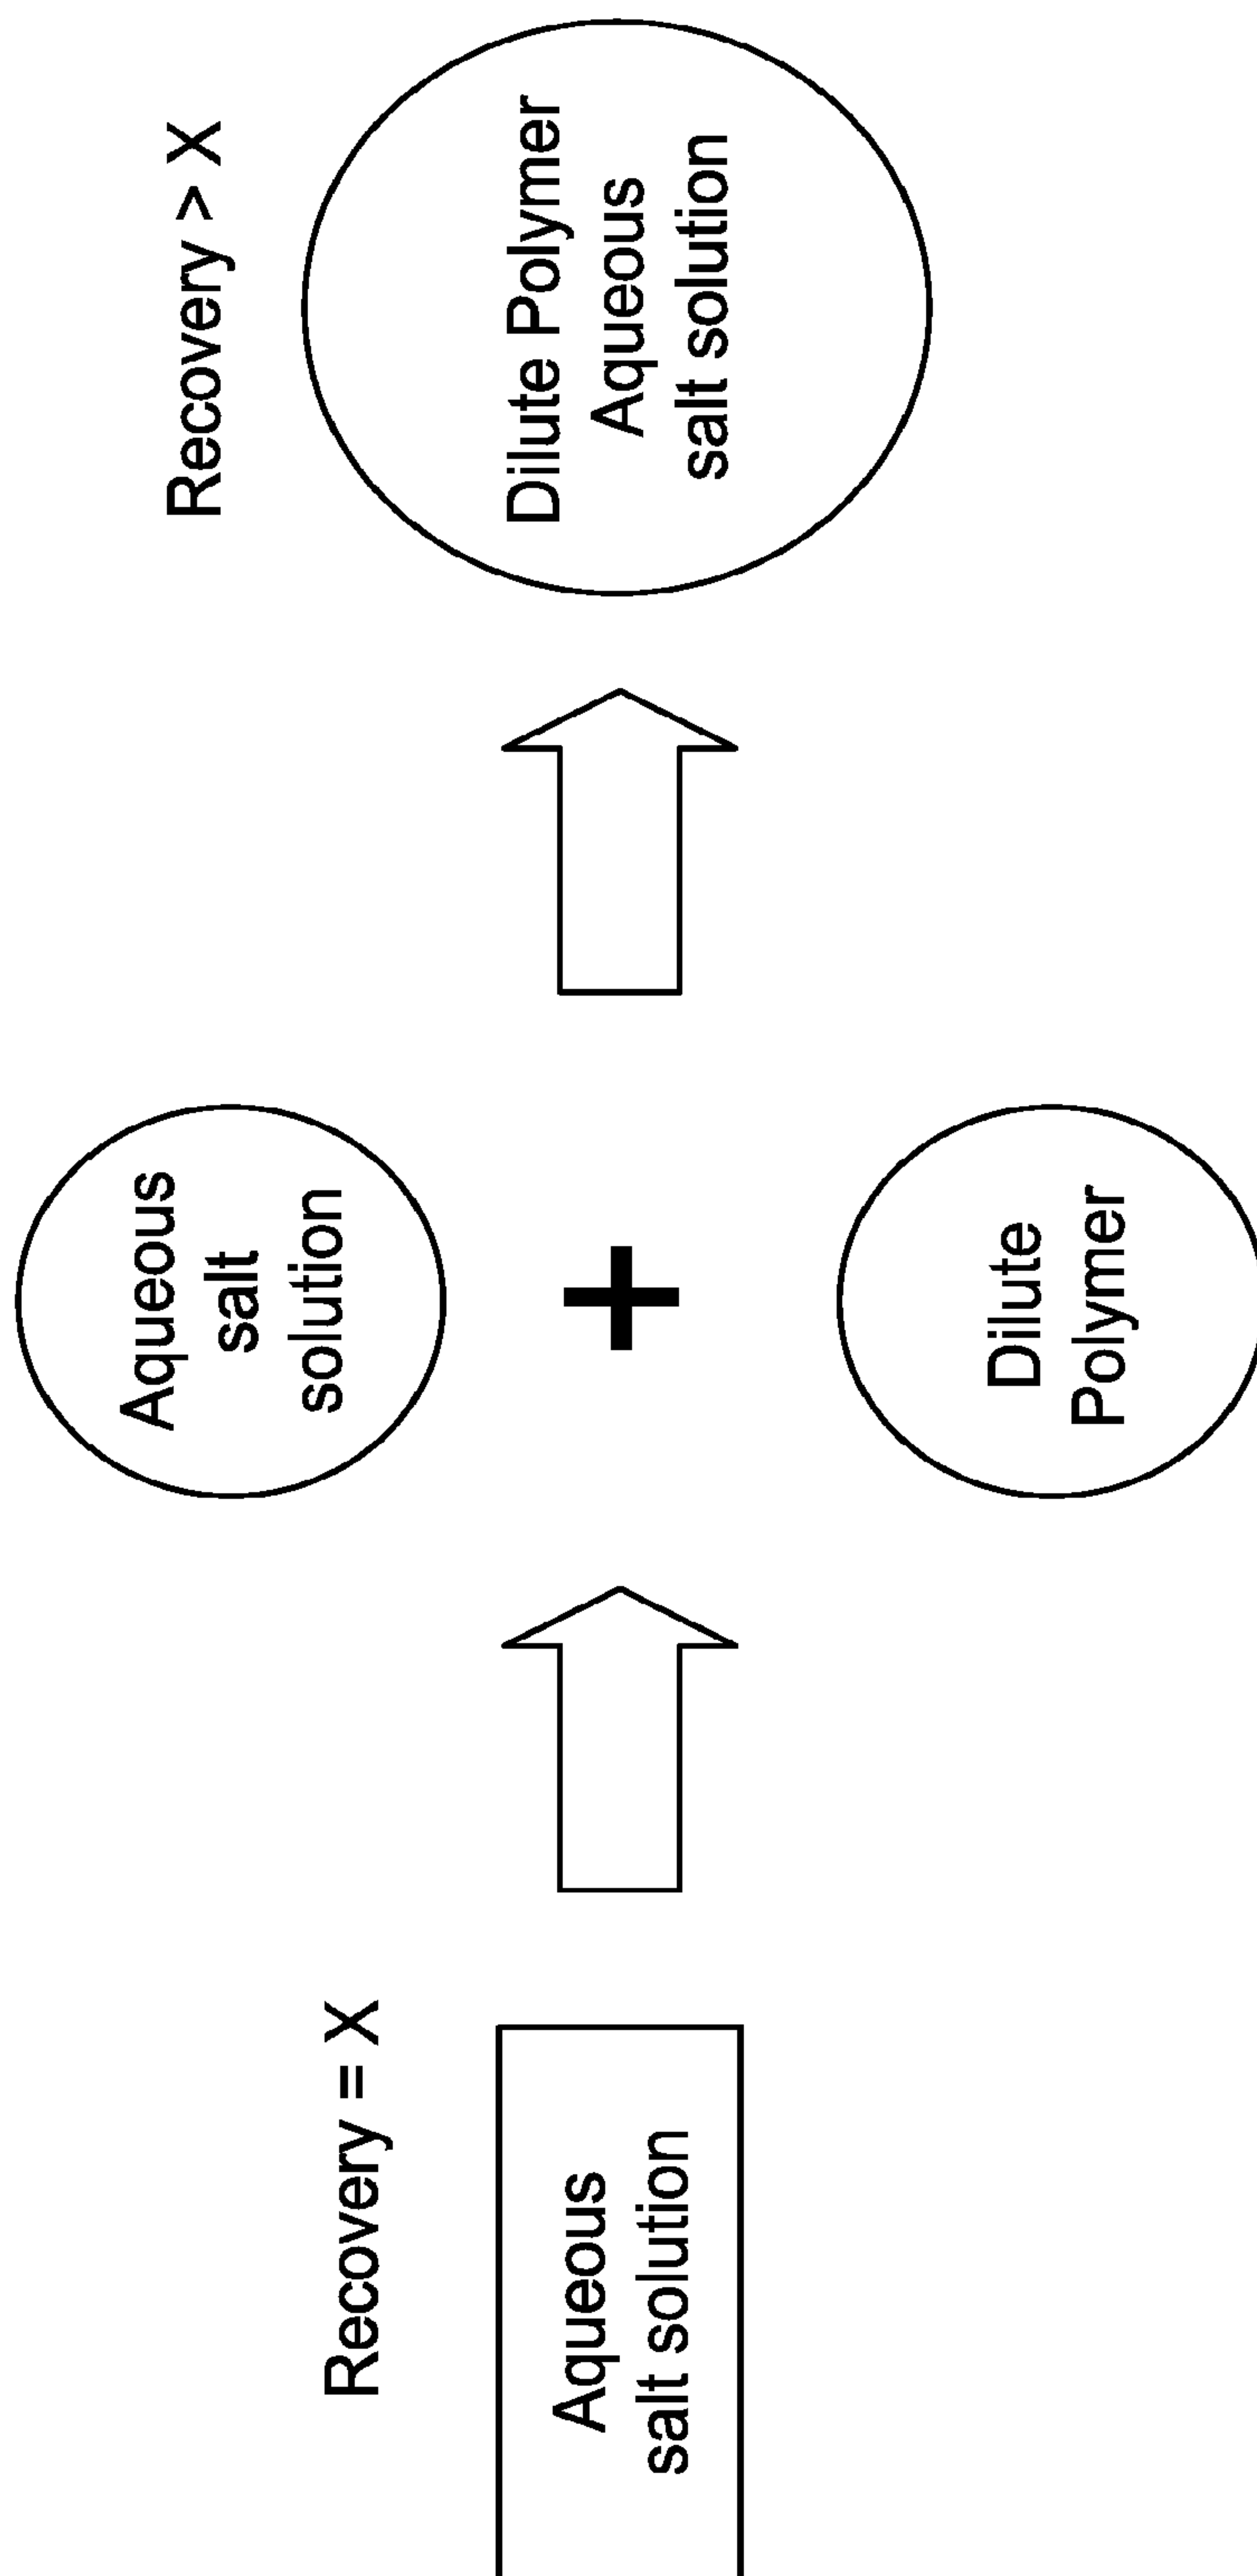 Recovery = X
Aqueous
salt solution
Aqueous
salt
solution
+
Dilute
Polymer
Recovery > X
Dilute Polymer
Aqueous
salt solution